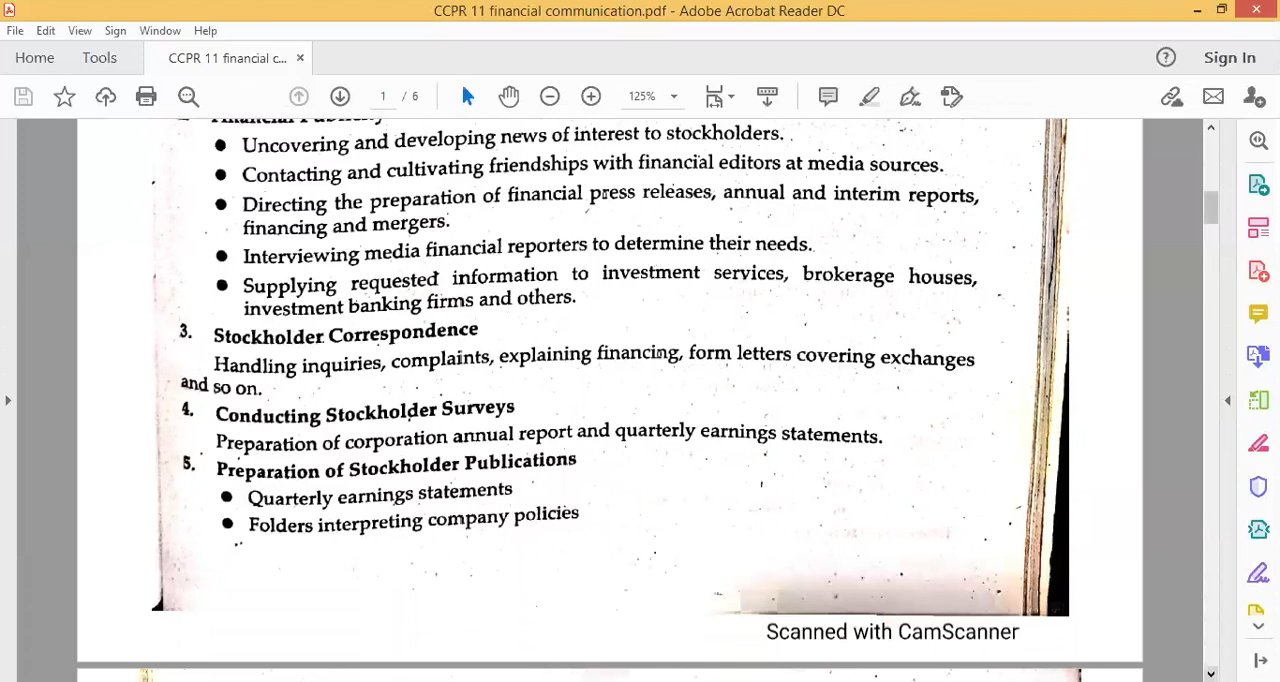 CCPR 11 financial communication.pdf - Adobe Acrobat Reader DC
File Edit View Sign Window Help
Home Tools CCPR 11 financial c... × ? Sign In
1 / 6 125%
Financial Publicity
● Uncovering and developing news of interest to stockholders.
● Contacting and cultivating friendships with financial editors at media sources.
● Directing the preparation of financial press releases, annual and interim reports,
financing and mergers.
● Interviewing media financial reporters to determine their needs.
● Supplying requested information to investment services, brokerage houses,
investment banking firms and others.
3. Stockholder Correspondence
Handling inquiries, complaints, explaining financing, form letters covering exchanges
and so on.
4. Conducting Stockholder Surveys
Preparation of corporation annual report and quarterly earnings statements.
5. Preparation of Stockholder Publications
● Quarterly earnings statements
● Folders interpreting company policies
Scanned with CamScanner